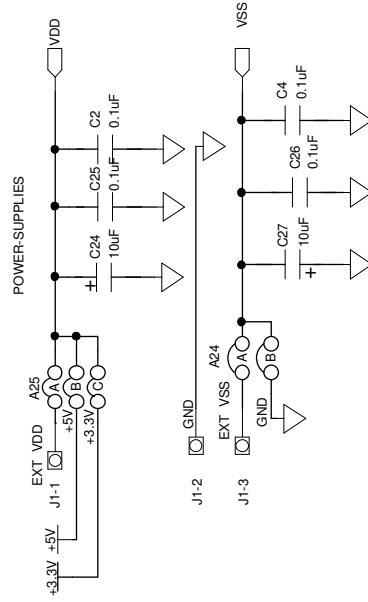 POWER-SUPPLIES
VDD
A25
EXT VDD
A
J1-1
+5V
B
+3.3V
C
+5V
+3.3V
C24
10uF
C25
0.1uF
C2
0.1uF
J1-2
GND
VSS
A24
EXT VSS
A
J1-3
GND
B
C27
10uF
C26
0.1uF
C4
0.1uF
+
+